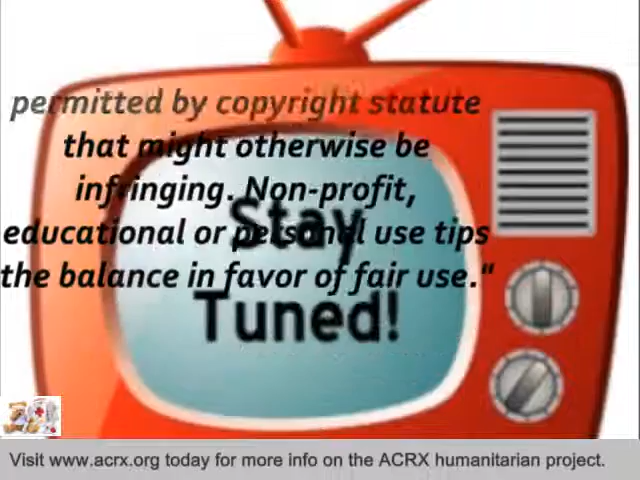 permitted by copyright statute
that might otherwise be
infringing. Non-profit,
educational or personal use tips
the balance in favor of fair use."
Stay
Tuned!
Visit www.acrx.org today for more info on the ACRX humanitarian project.